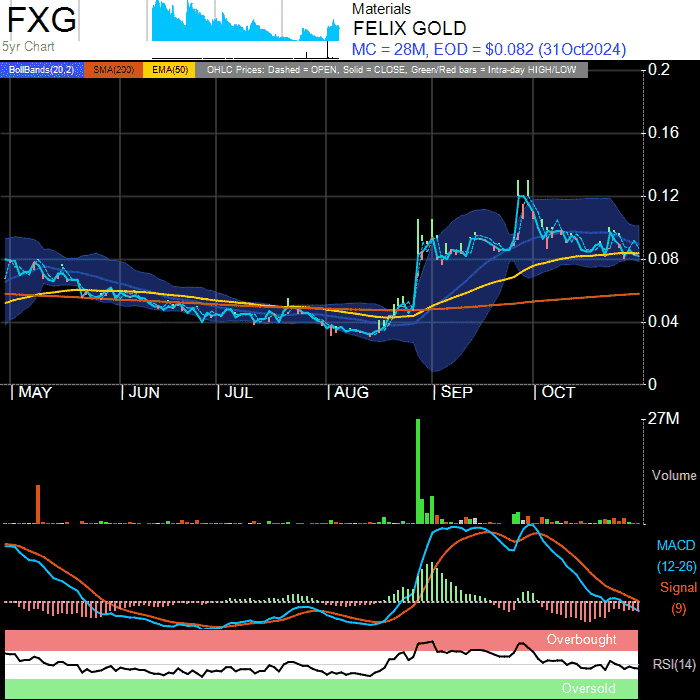 FXG
5yr Chart
Materials
FELIX GOLD
MC = 28M, EOD = $0.082 (31Oct2024)
BollBands(20,2) SMA(200) EMA(50) OHLC Prices: Dashed = OPEN, Solid = CLOSE, Green/Red bars = Intra-day HIGH/LOW
0.2
0.16
0.12
0.08
0.04
0
MAY JUN JUL AUG SEP OCT
27M
Volume
MACD
(12-26)
Signal
(9)
Overbought
RSI(14)
Oversold